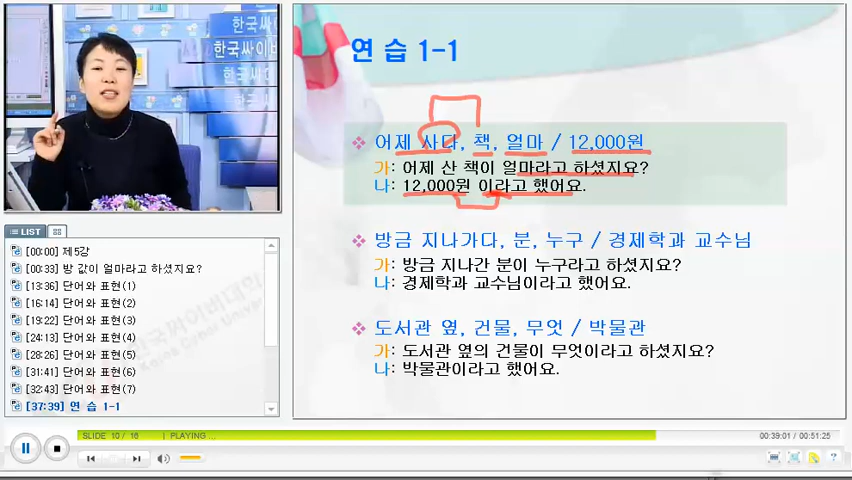 한국싸이버
연 습 1-1
❖ 어제 사다, 책, 얼마 / 12,000원
가: 어제 산 책이 얼마라고 하셨지요?
나: 12,000원 이라고 했어요.
❖ 방금 지나가다, 분, 누구 / 경제학과 교수님
가: 방금 지나간 분이 누구라고 하셨지요?
나: 경제학과 교수님이라고 했어요.
❖ 도서관 옆, 건물, 무엇 / 박물관
가: 도서관 옆의 건물이 무엇이라고 하셨지요?
나: 박물관이라고 했어요.
LIST
[00:00] 제5강
[00:33] 방 값이 얼마라고 하셨지요?
[13:36] 단어와 표현(1)
[16:14] 단어와 표현(2)
[19:22] 단어와 표현(3)
[24:13] 단어와 표현(4)
[28:26] 단어와 표현(5)
[31:41] 단어와 표현(6)
[32:43] 단어와 표현(7)
[37:39] 연 습 1-1
SLIDE 10 / 16 | PLAYING ...
00:39:01 / 00:51:25